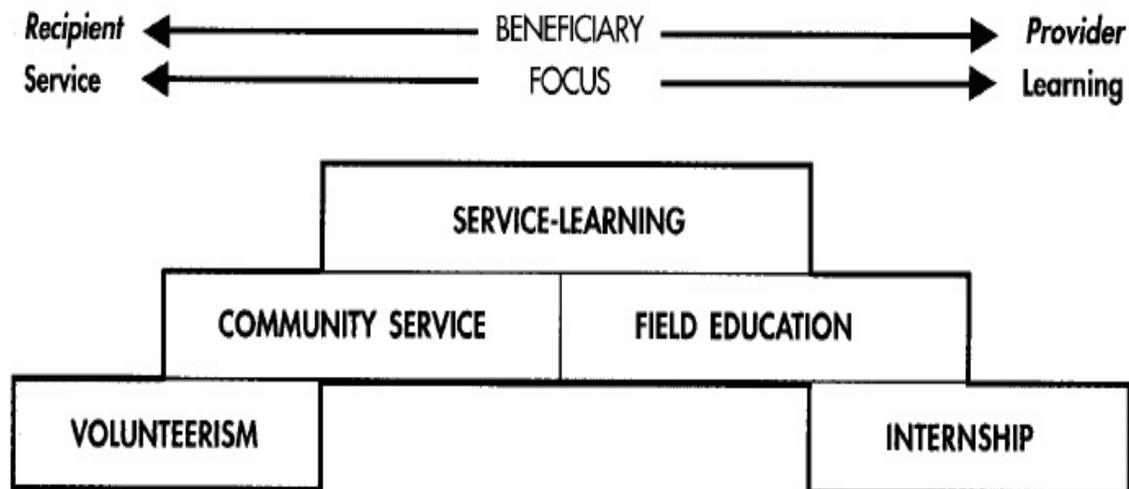 Recipient BENEFICIARY Provider
Service FOCUS Learning
SERVICE-LEARNING
COMMUNITY SERVICE FIELD EDUCATION
VOLUNTEERISM INTERNSHIP